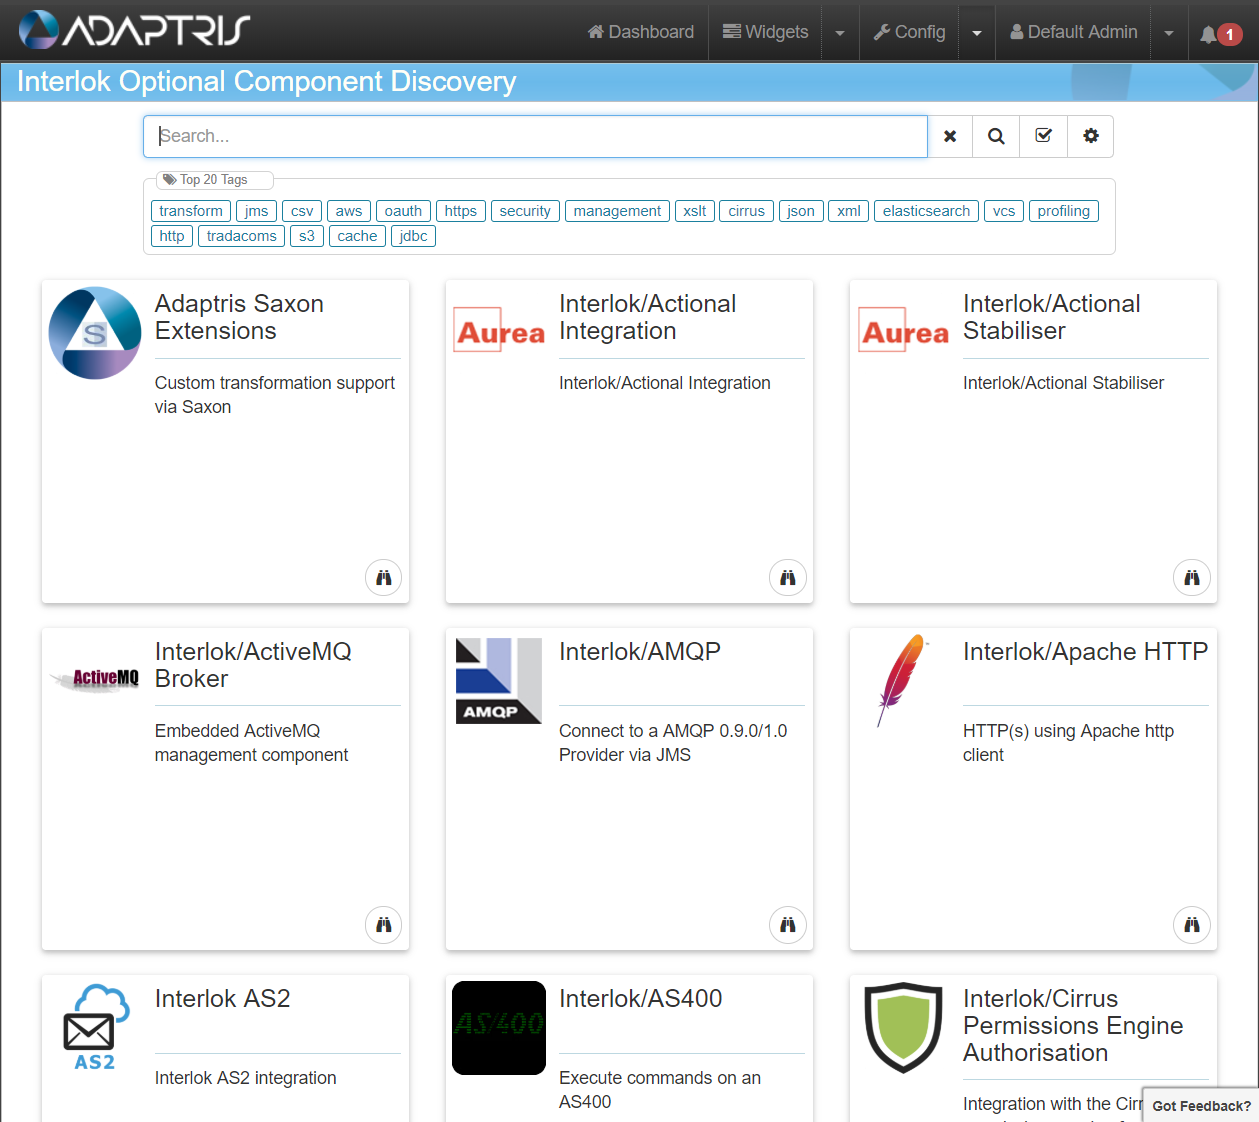 ADAPTRIS Dashboard Widgets Config Default Admin 1
Interlok Optional Component Discovery
Search...
Top 20 Tags
transform jms csv aws oauth https security management xslt cirrus json xml elasticsearch vcs profiling
http tradacoms s3 cache jdbc
S
Adaptris Saxon
Extensions
Custom transformation support
via Saxon
Aurea
Interlok/Actional
Integration
Interlok/Actional Integration
Aurea
Interlok/Actional
Stabiliser
Interlok/Actional Stabiliser
ActiveMQ
Interlok/ActiveMQ
Broker
Embedded ActiveMQ
management component
AMQP
Interlok/AMQP
Connect to a AMQP 0.9.0/1.0
Provider via JMS
Interlok/Apache HTTP
HTTP(s) using Apache http
client
AS2
Interlok AS2
Interlok AS2 integration
AS/400
Interlok/AS400
Execute commands on an
AS400
Interlok/Cirrus
Permissions Engine
Authorisation
Integration with the Cirr
Got Feedback?